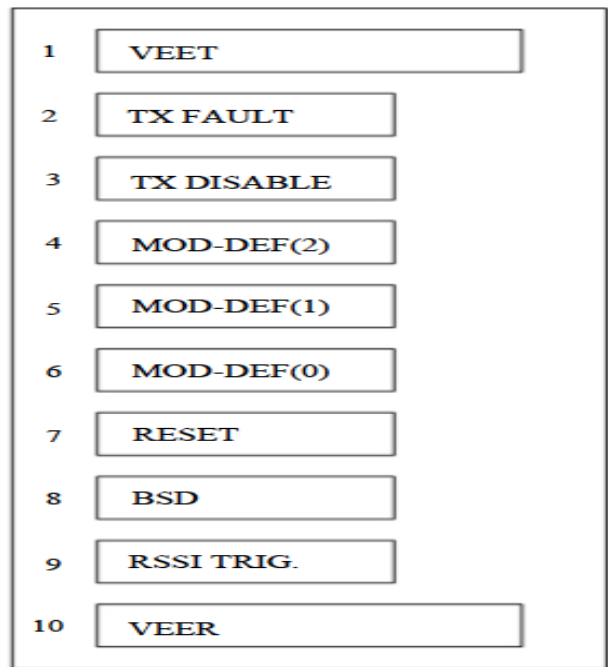 1 VEET
2 TX FAULT
3 TX DISABLE
4 MOD-DEF(2)
5 MOD-DEF(1)
6 MOD-DEF(0)
7 RESET
8 BSD
9 RSSI TRIG.
10 VEER